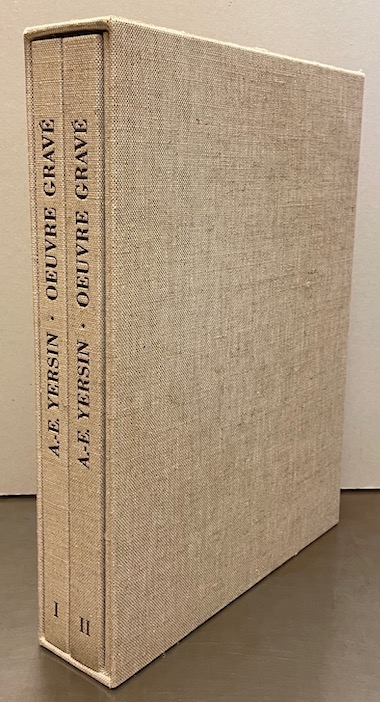 A.-E. YERSIN · OEUVRE GRAVÉ
I
A.-E. YERSIN · OEUVRE GRAVÉ
II